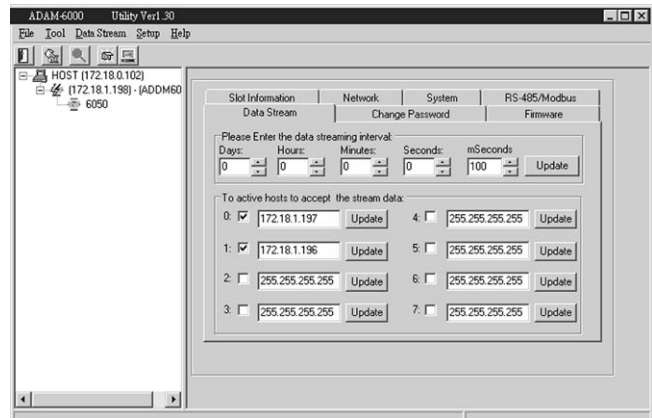 ADAM-6000 Utility Ver1.30
File Tool Data Stream Setup Help
HOST (172.18.0.102)
(172.18.1.198) - (ADDM60
6050
Slot Information Network System RS-485/Modbus
Data Stream Change Password Firmware
Please Enter the data streaming interval:
Days: Hours: Minutes: Seconds: mSeconds
0 0 0 0 100 Update
To active hosts to accept the stream data:
0: 172.18.1.197 Update 4: 255.255.255.255 Update
1: 172.18.1.196 Update 5: 255.255.255.255 Update
2: 255.255.255.255 Update 6: 255.255.255.255 Update
3: 255.255.255.255 Update 7: 255.255.255.255 Update